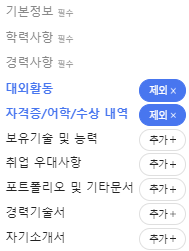 기본정보 필수
학력사항 필수
경력사항 필수
대외활동 제외 ×
자격증/어학/수상 내역 제외 ×
보유기술 및 능력 추가 +
취업 우대사항 추가 +
포트폴리오 및 기타문서 추가 +
경력기술서 추가 +
자기소개서 추가 +